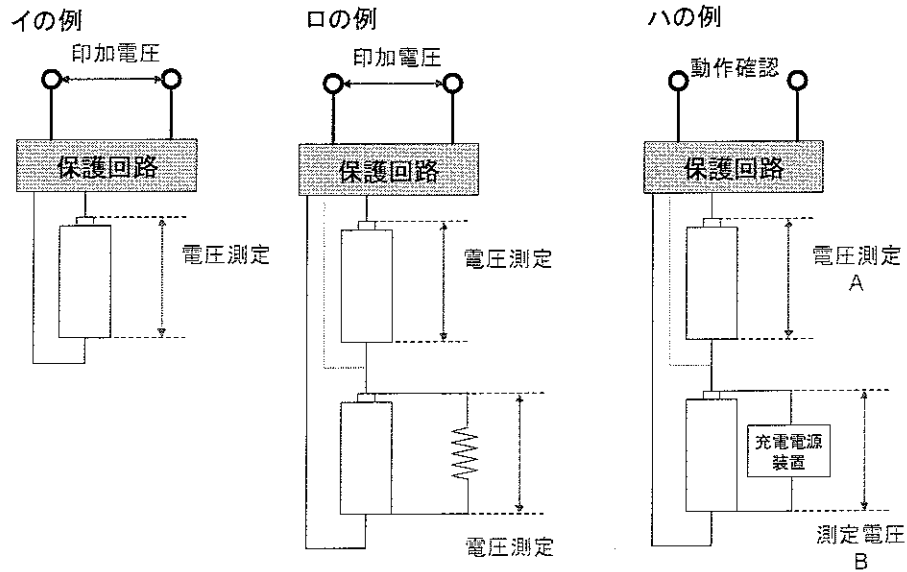 イの例
印加電圧
保護回路
電圧測定
ロの例
印加電圧
保護回路
電圧測定
電圧測定
ハの例
動作確認
保護回路
電圧測定
A
充電電源
装置
測定電圧
B